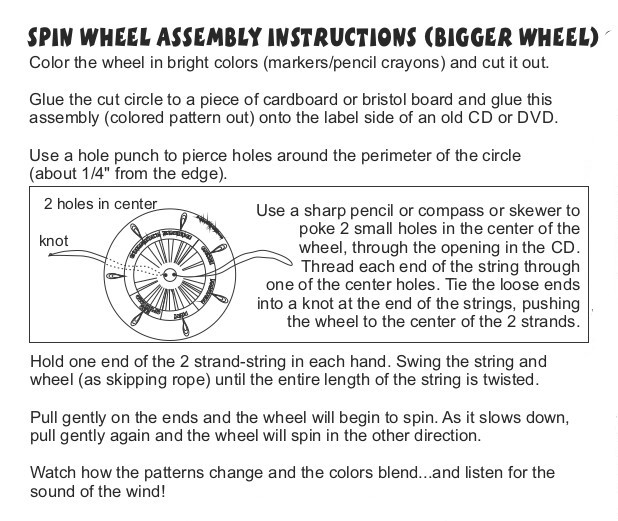 SPIN WHEEL ASSEMBLY INSTRUCTIONS (BIGGER WHEEL)
Color the wheel in bright colors (markers/pencil crayons) and cut it out.
Glue the cut circle to a piece of cardboard or bristol board and glue this
assembly (colored pattern out) onto the label side of an old CD or DVD.
Use a hole punch to pierce holes around the perimeter of the circle
(about 1/4" from the edge).
2 holes in center
knot
Use a sharp pencil or compass or skewer to
poke 2 small holes in the center of the
wheel, through the opening in the CD.
Thread each end of the string through
one of the center holes. Tie the loose ends
into a knot at the end of the strings, pushing
the wheel to the center of the 2 strands.
Hold one end of the 2 strand-string in each hand. Swing the string and
wheel (as skipping rope) until the entire length of the string is twisted.
Pull gently on the ends and the wheel will begin to spin. As it slows down,
pull gently again and the wheel will spin in the other direction.
Watch how the patterns change and the colors blend...and listen for the
sound of the wind!